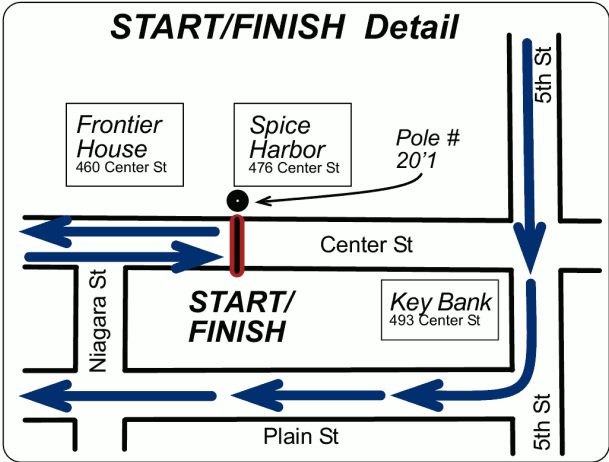 START/FINISH Detail
5th St
Frontier
House
460 Center St
Spice
Harbor
476 Center St
Pole #
20'1
Center St
Niagara St
START/
FINISH
Key Bank
493 Center St
Plain St
5th St